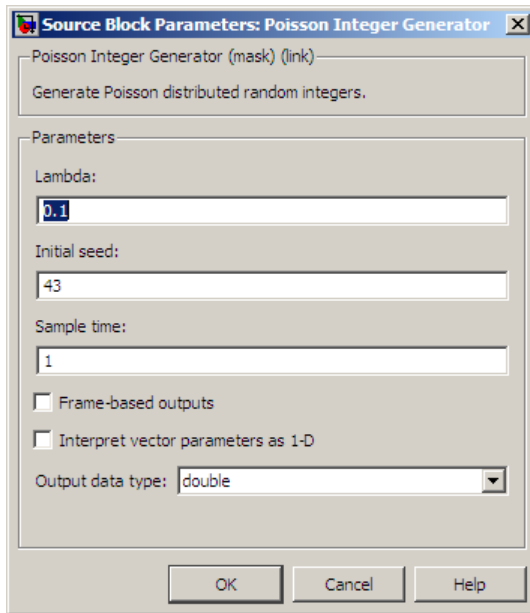 Source Block Parameters: Poisson Integer Generator
Poisson Integer Generator (mask) (link)
Generate Poisson distributed random integers.
Parameters
Lambda:
0.1
Initial seed:
43
Sample time:
1
Frame-based outputs
Interpret vector parameters as 1-D
Output data type: double
OK Cancel Help